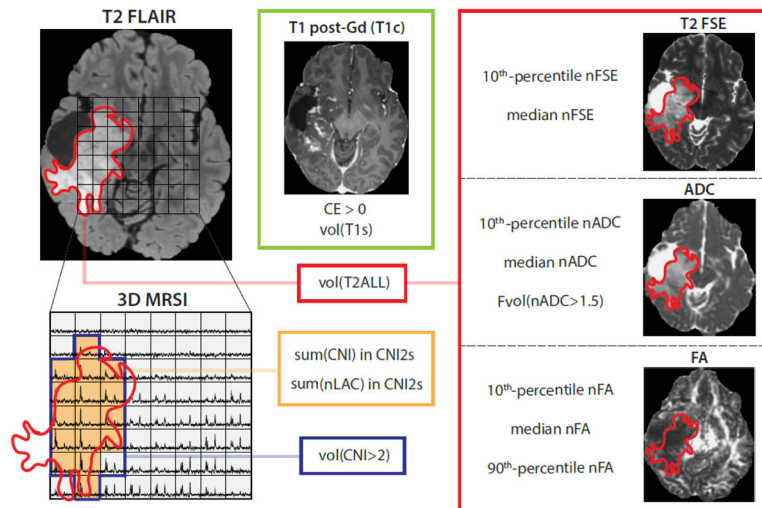 T2 FLAIR
T1 post-Gd (T1c)
CE > 0
vol(T1s)
T2 FSE
10th-percentile nFSE
median nFSE
ADC
10th-percentile nADC
median nADC
Fvol(nADC>1.5)
FA
10th-percentile nFA
median nFA
90th-percentile nFA
vol(T2ALL)
3D MRSI
sum(CNI) in CNI2s
sum(nLAC) in CNI2s
vol(CNI>2)